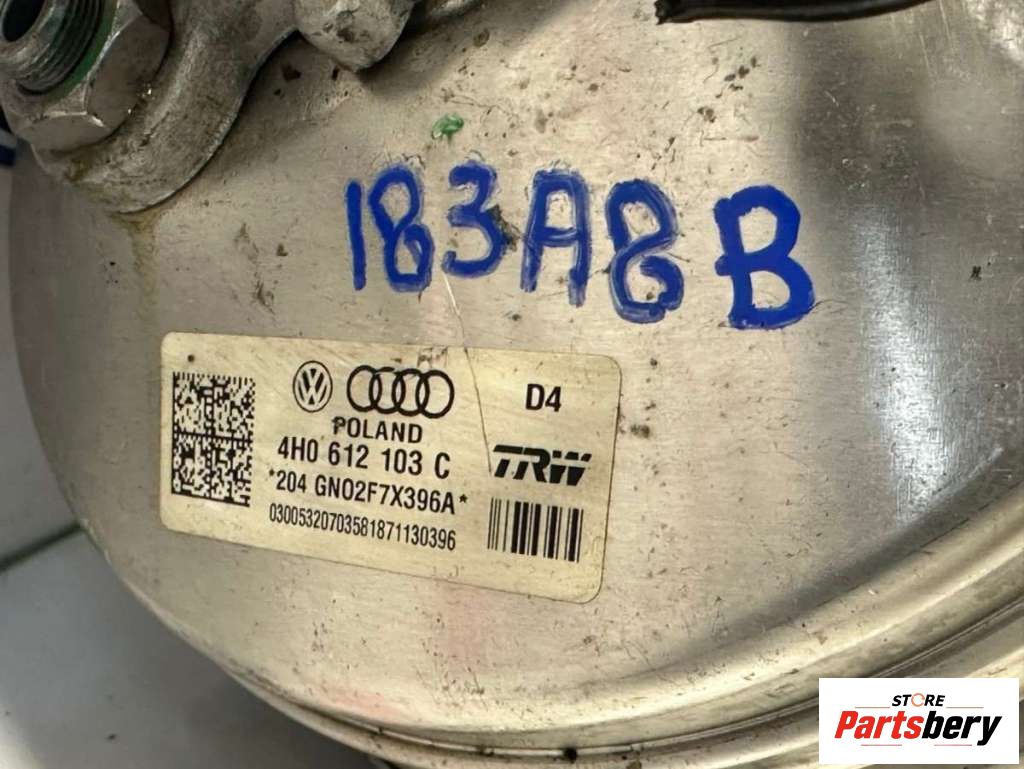 183A8B
D4
POLAND
4H0 612 103 C
TRW
*204 GN02F7X396A*
03005320703581871130396
STORE
Partsbery